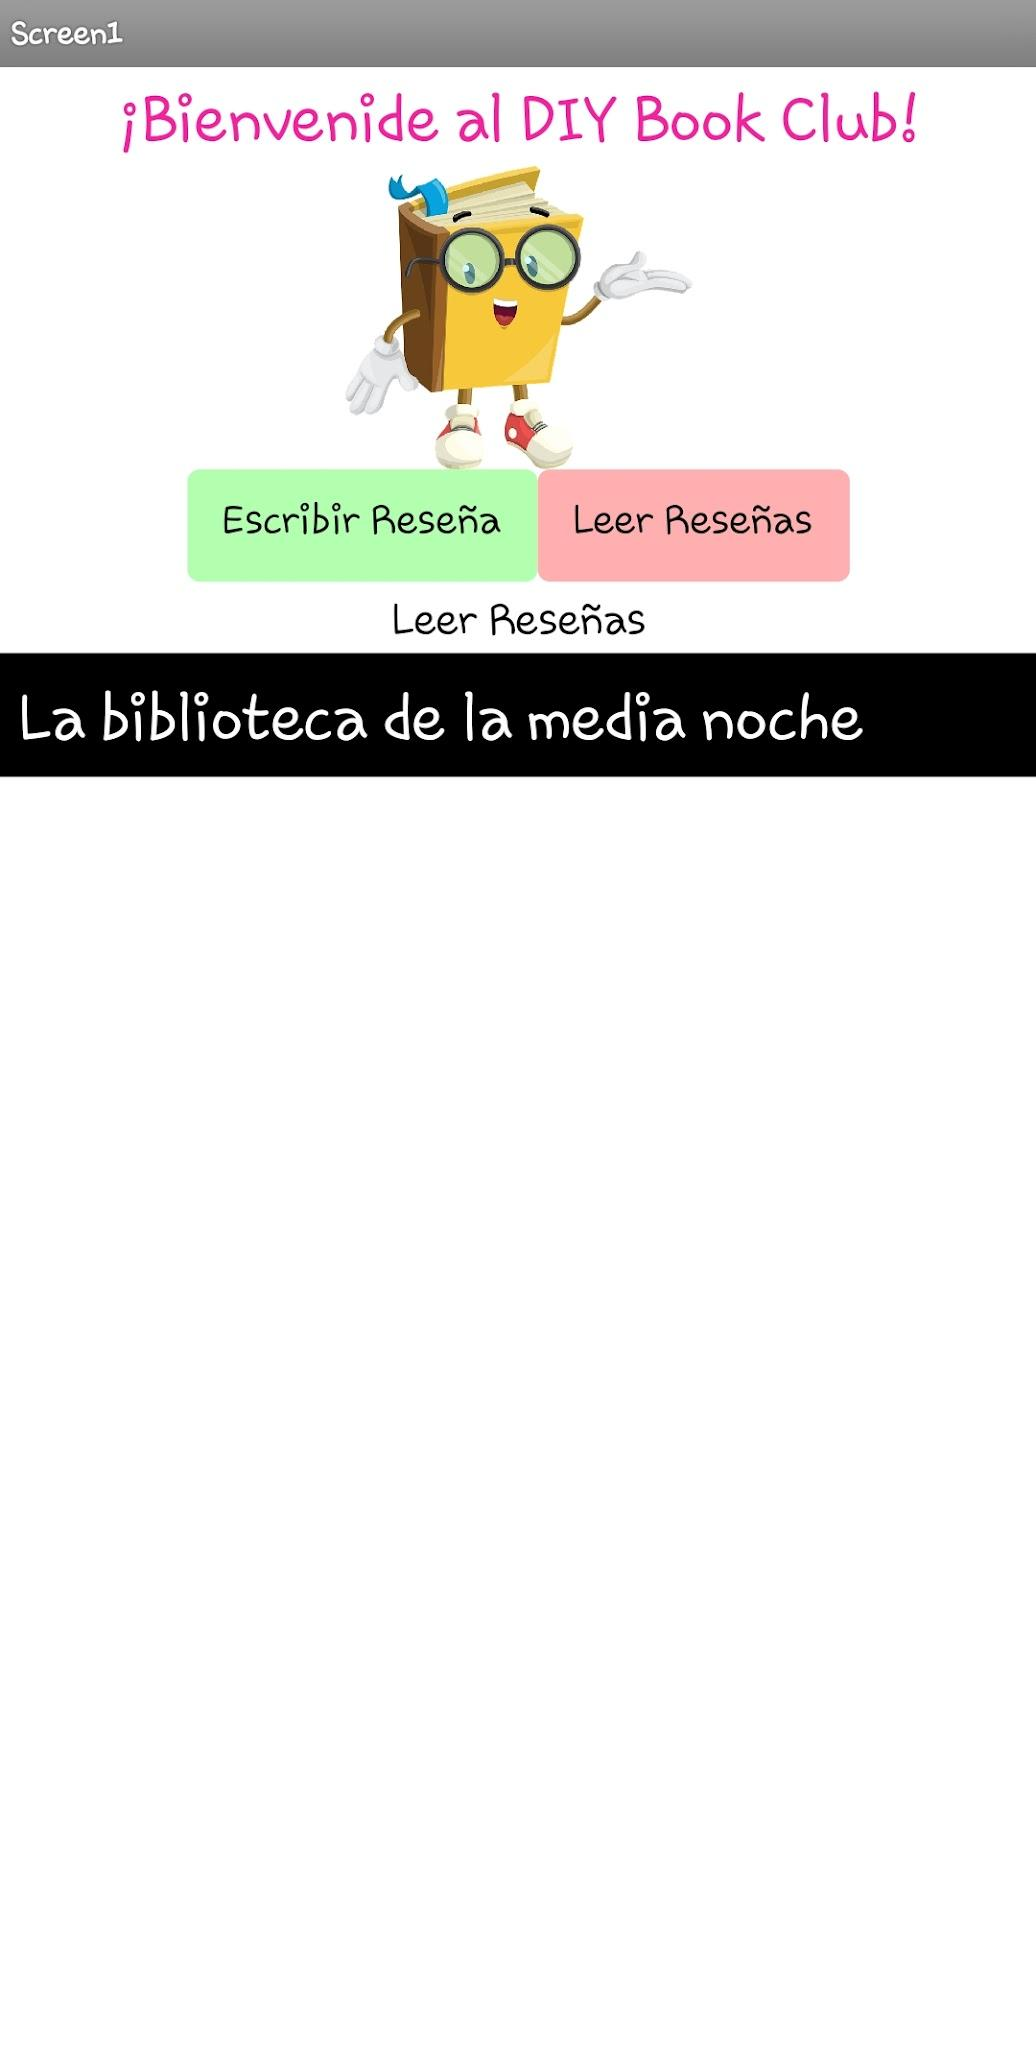 Screen1
¡Bienvenide al DIY Book Club!
Escribir Reseña
Leer Reseñas
Leer Reseñas
La biblioteca de la media noche